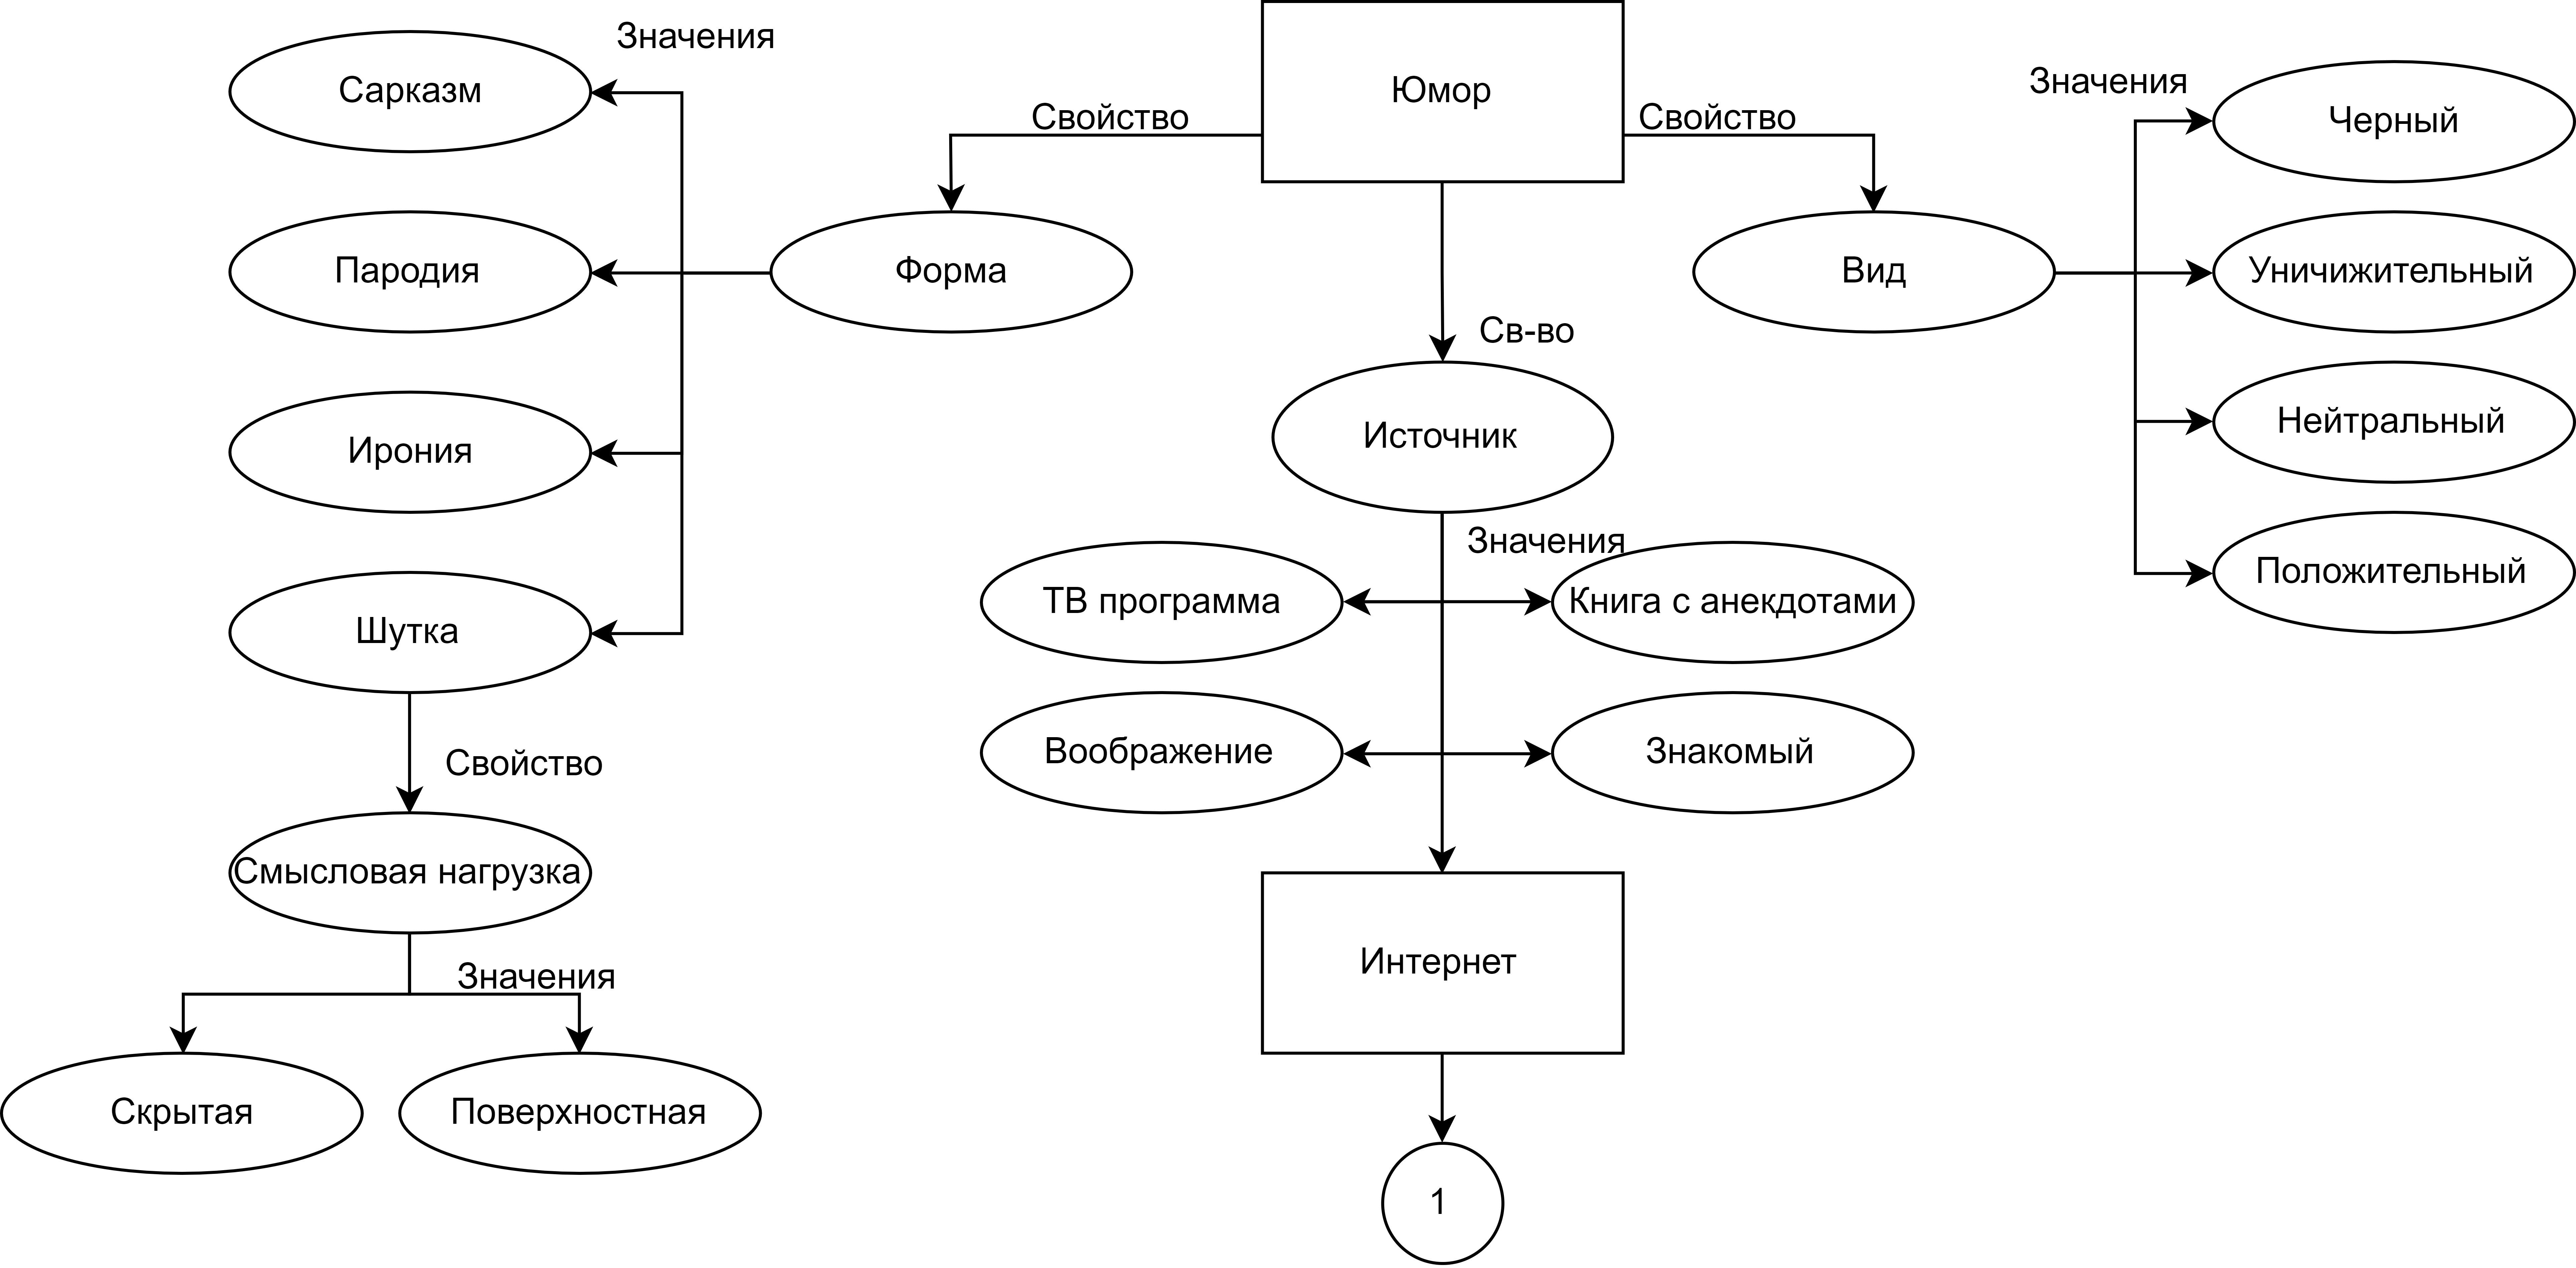 Значения
Сарказм
Юмор
Значения
Черный
Свойство
Свойство
Пародия
Форма
Вид
Уничижительный
Св-во
Ирония
Источник
Нейтральный
Значения
Положительный
ТВ программа
Книга с анекдотами
Шутка
Воображение
Знакомый
Свойство
Смысловая нагрузка
Интернет
Значения
Скрытая
Поверхностная
1